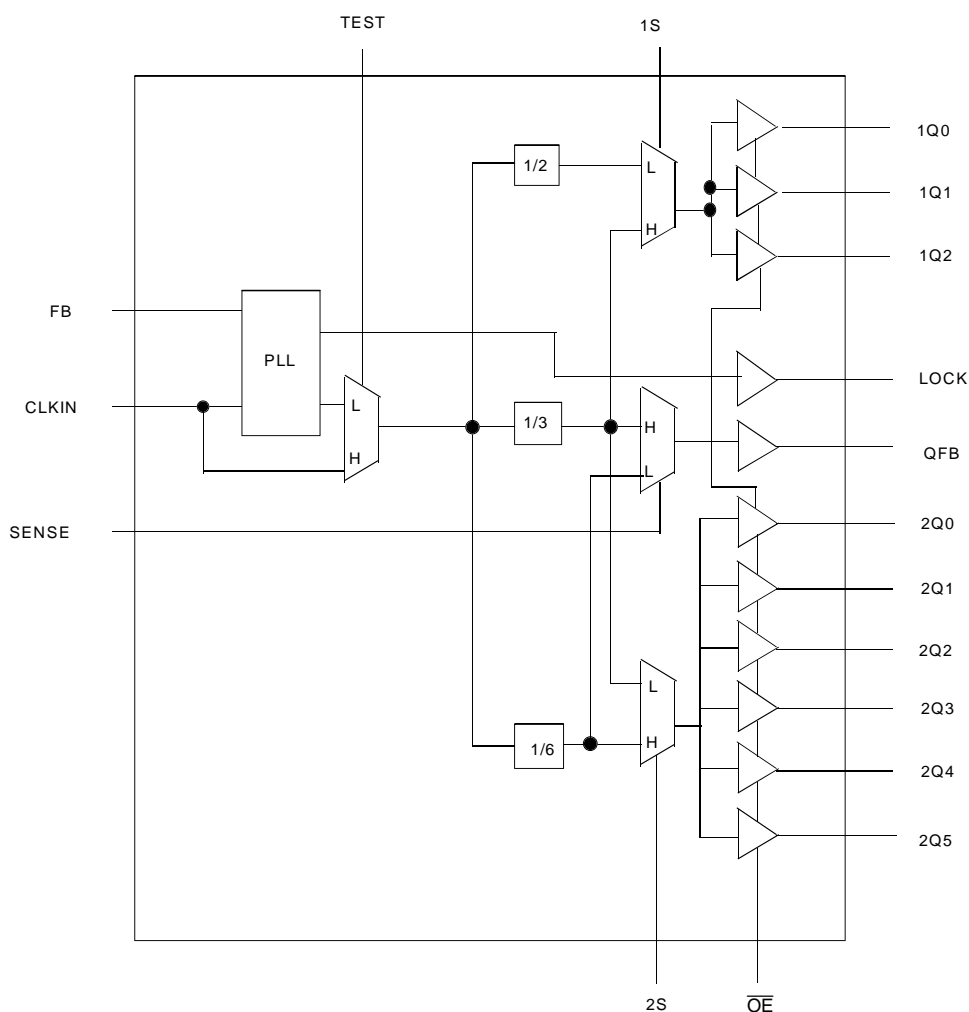 TEST
1S
1Q0
1/2
L
1Q1
H
1Q2
FB
PLL
LOCK
CLKIN
L
1/3
H
QFB
H
L
SENSE
2Q0
2Q1
2Q2
L
2Q3
H
1/6
2Q4
2Q5
2S
OE